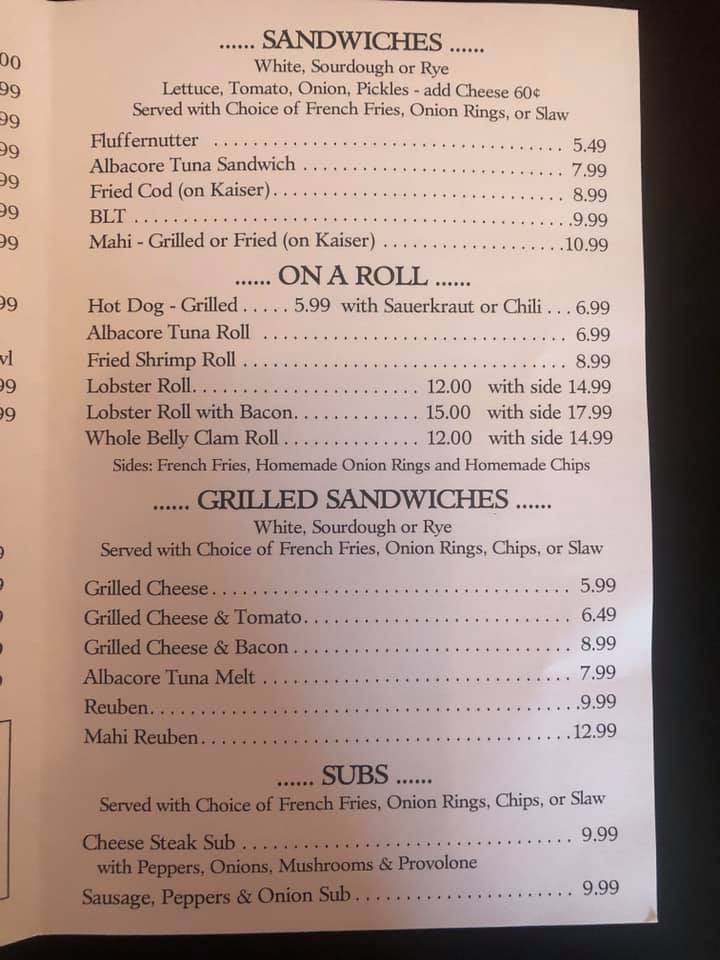 ...... SANDWICHES ......
White, Sourdough or Rye
Lettuce, Tomato, Onion, Pickles - add Cheese 60¢
Served with Choice of French Fries, Onion Rings, or Slaw
Fluffernutter .................................... 5.49
Albacore Tuna Sandwich ........................... 7.99
Fried Cod (on Kaiser).............................. 8.99
BLT .............................................9.99
Mahi - Grilled or Fried (on Kaiser) ...................10.99
...... ON A ROLL ......
Hot Dog - Grilled ..... 5.99 with Sauerkraut or Chili ... 6.99
Albacore Tuna Roll ............................... 6.99
Fried Shrimp Roll ................................. 8.99
Lobster Roll....................... 12.00 with side 14.99
Lobster Roll with Bacon............. 15.00 with side 17.99
Whole Belly Clam Roll .............. 12.00 with side 14.99
Sides: French Fries, Homemade Onion Rings and Homemade Chips
...... GRILLED SANDWICHES ......
White, Sourdough or Rye
Served with Choice of French Fries, Onion Rings, Chips, or Slaw
Grilled Cheese.................................... 5.99
Grilled Cheese & Tomato........................... 6.49
Grilled Cheese & Bacon ............................ 8.99
Albacore Tuna Melt ............................... 7.99
Reuben...........................................9.99
Mahi Reuben.....................................12.99
...... SUBS ......
Served with Choice of French Fries, Onion Rings, Chips, or Slaw
Cheese Steak Sub ................................. 9.99
with Peppers, Onions, Mushrooms & Provolone
Sausage, Peppers & Onion Sub...................... 9.99